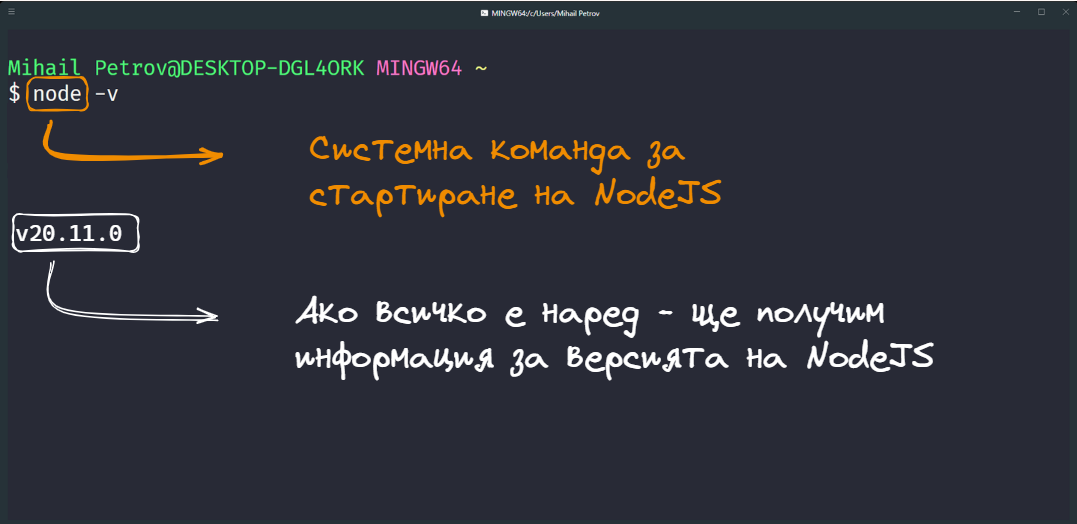 MINGW64:/c/Users/Mihail Petrov
Mihail Petrov@DESKTOP-DGL4ORK MINGW64 ~
$ node -v
Системна команда за
стартиране на NodeJS
v20.11.0
Ако всичко е наред - ще получим
информация за версията на NodeJS